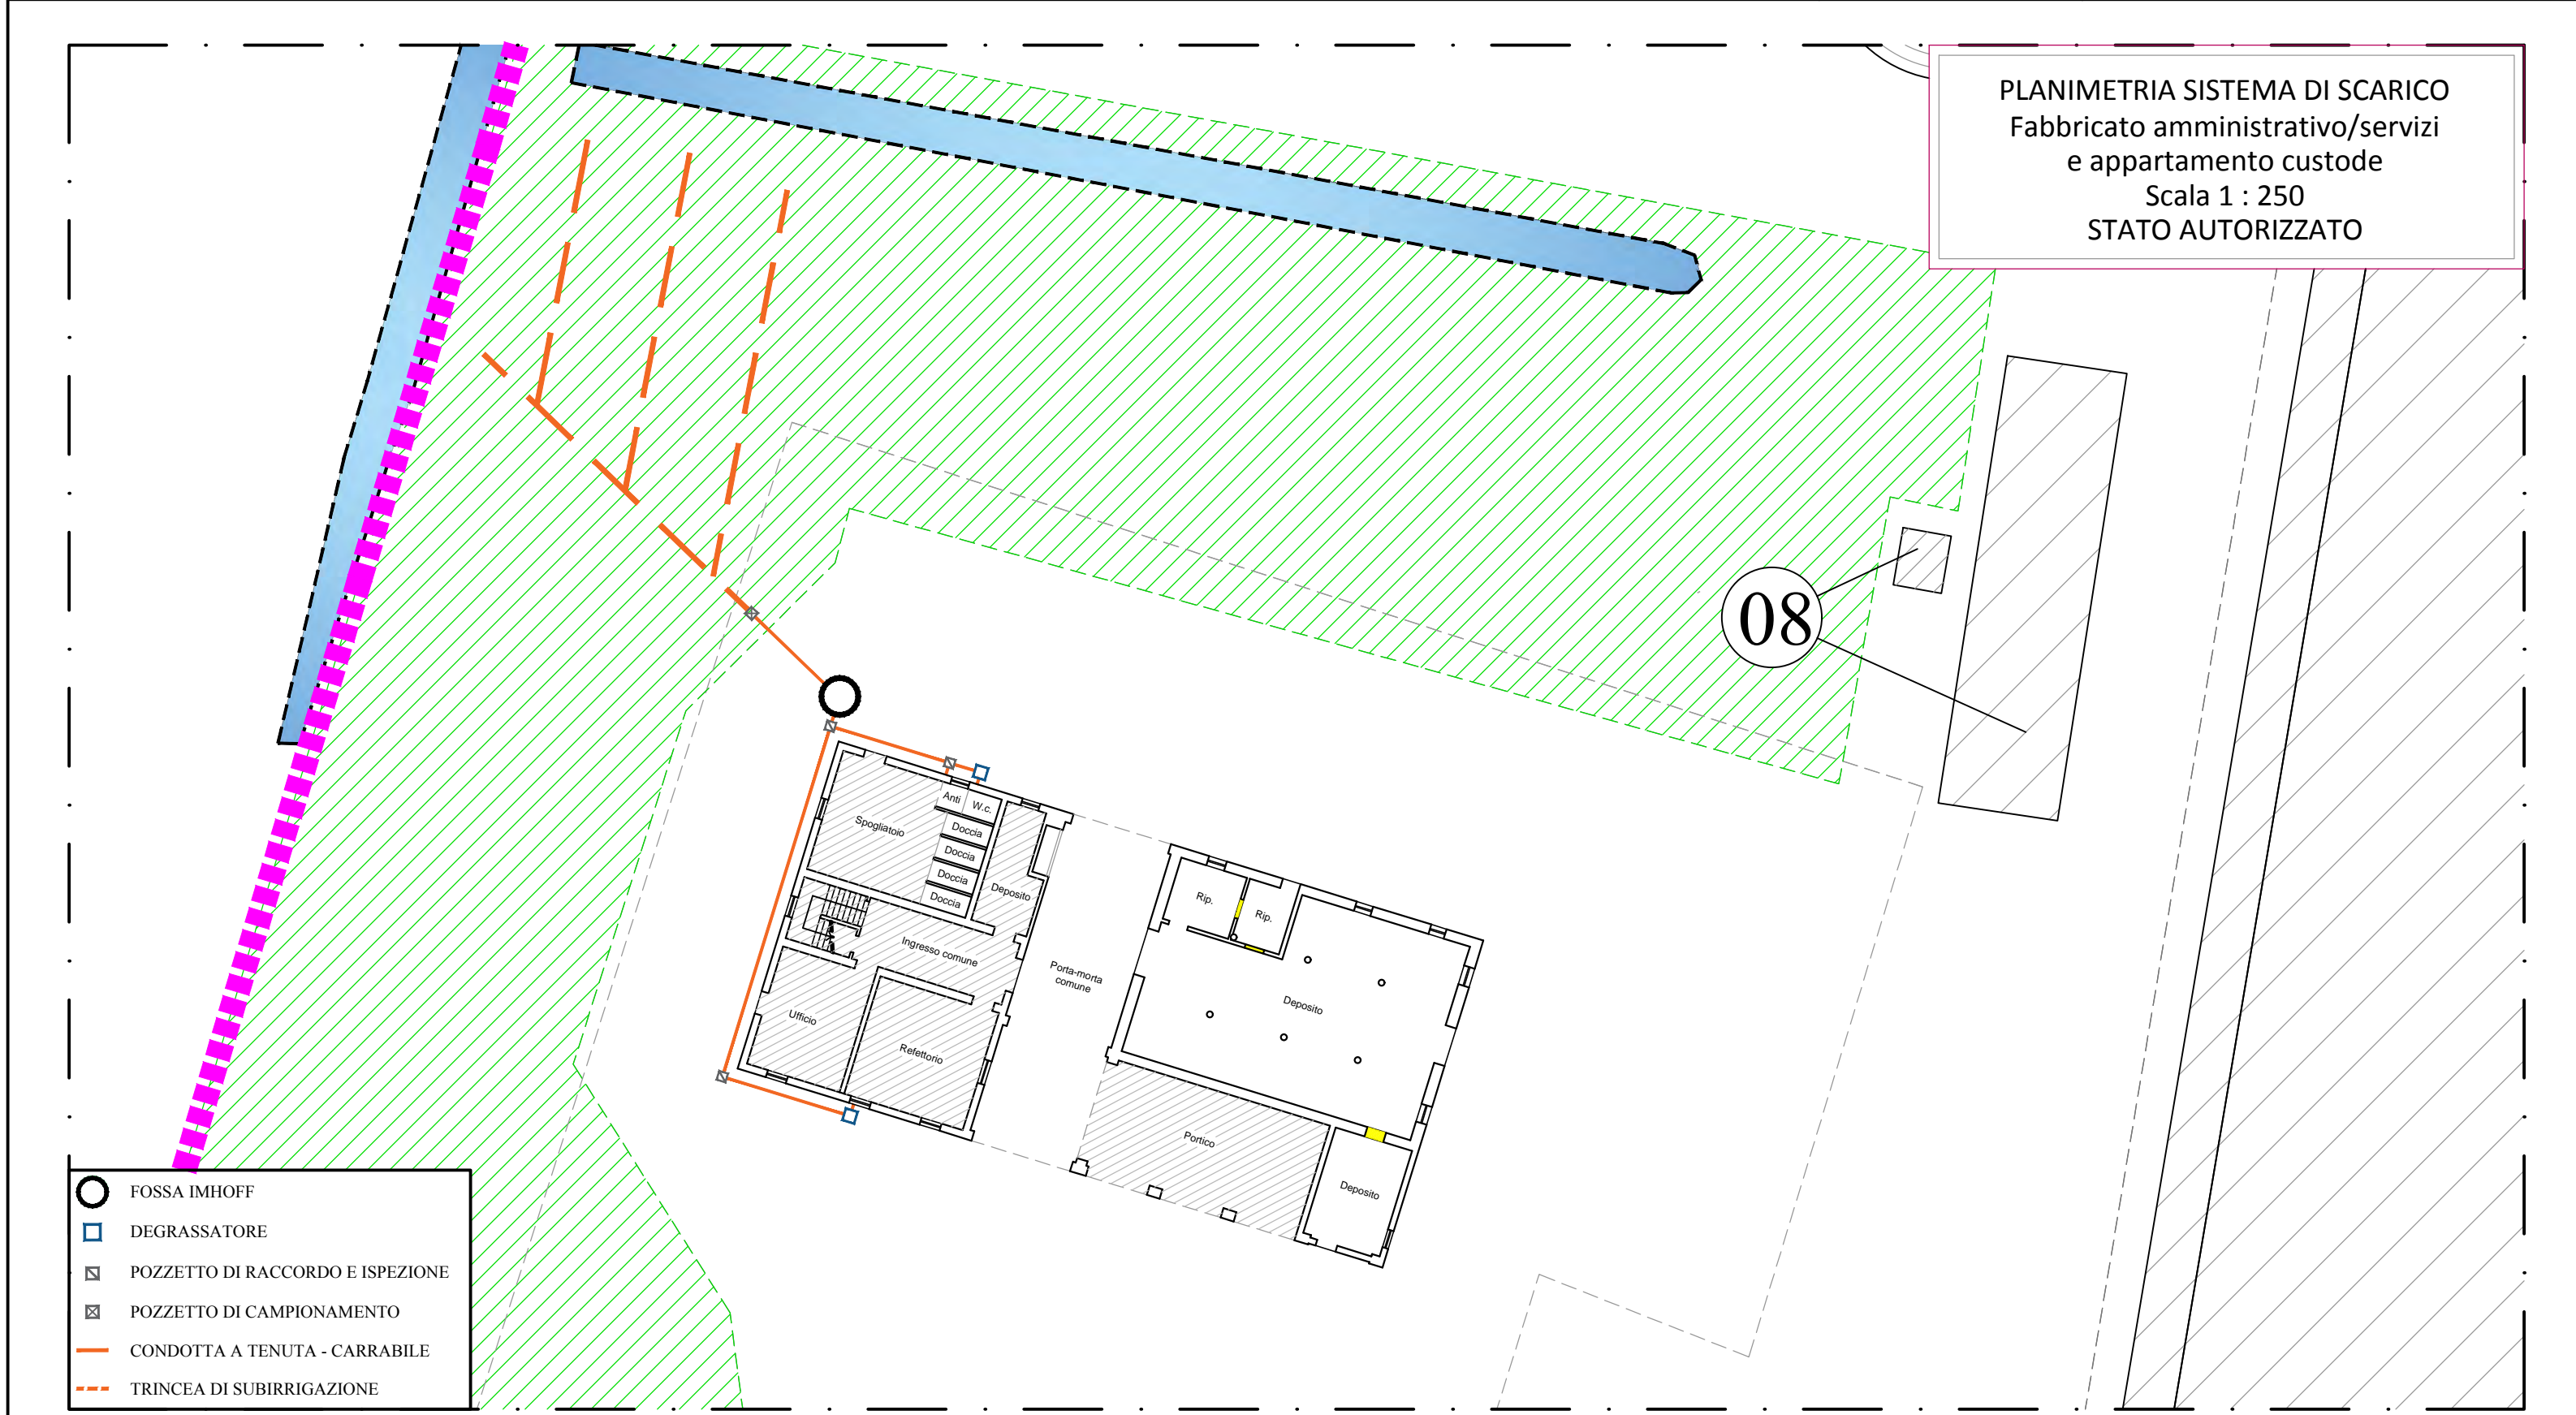 PLANIMETRIA SISTEMA DI SCARICO
Fabbricato amministrativo/servizi
e appartamento custode
Scala 1 : 250
STATO AUTORIZZATO
08
Anti
W.c.
Spogliatoio
Doccia
Doccia
Doccia
Doccia
Deposito
Ingresso comune
Ufficio
Refettorio
Porta-morta
comune
Rip.
Rip.
Deposito
Portico
Deposito
FOSSA IMHOFF
DEGRASSATORE
POZZETTO DI RACCORDO E ISPEZIONE
POZZETTO DI CAMPIONAMENTO
CONDOTTA A TENUTA - CARRABILE
TRINCEA DI SUBIRRIGAZIONE